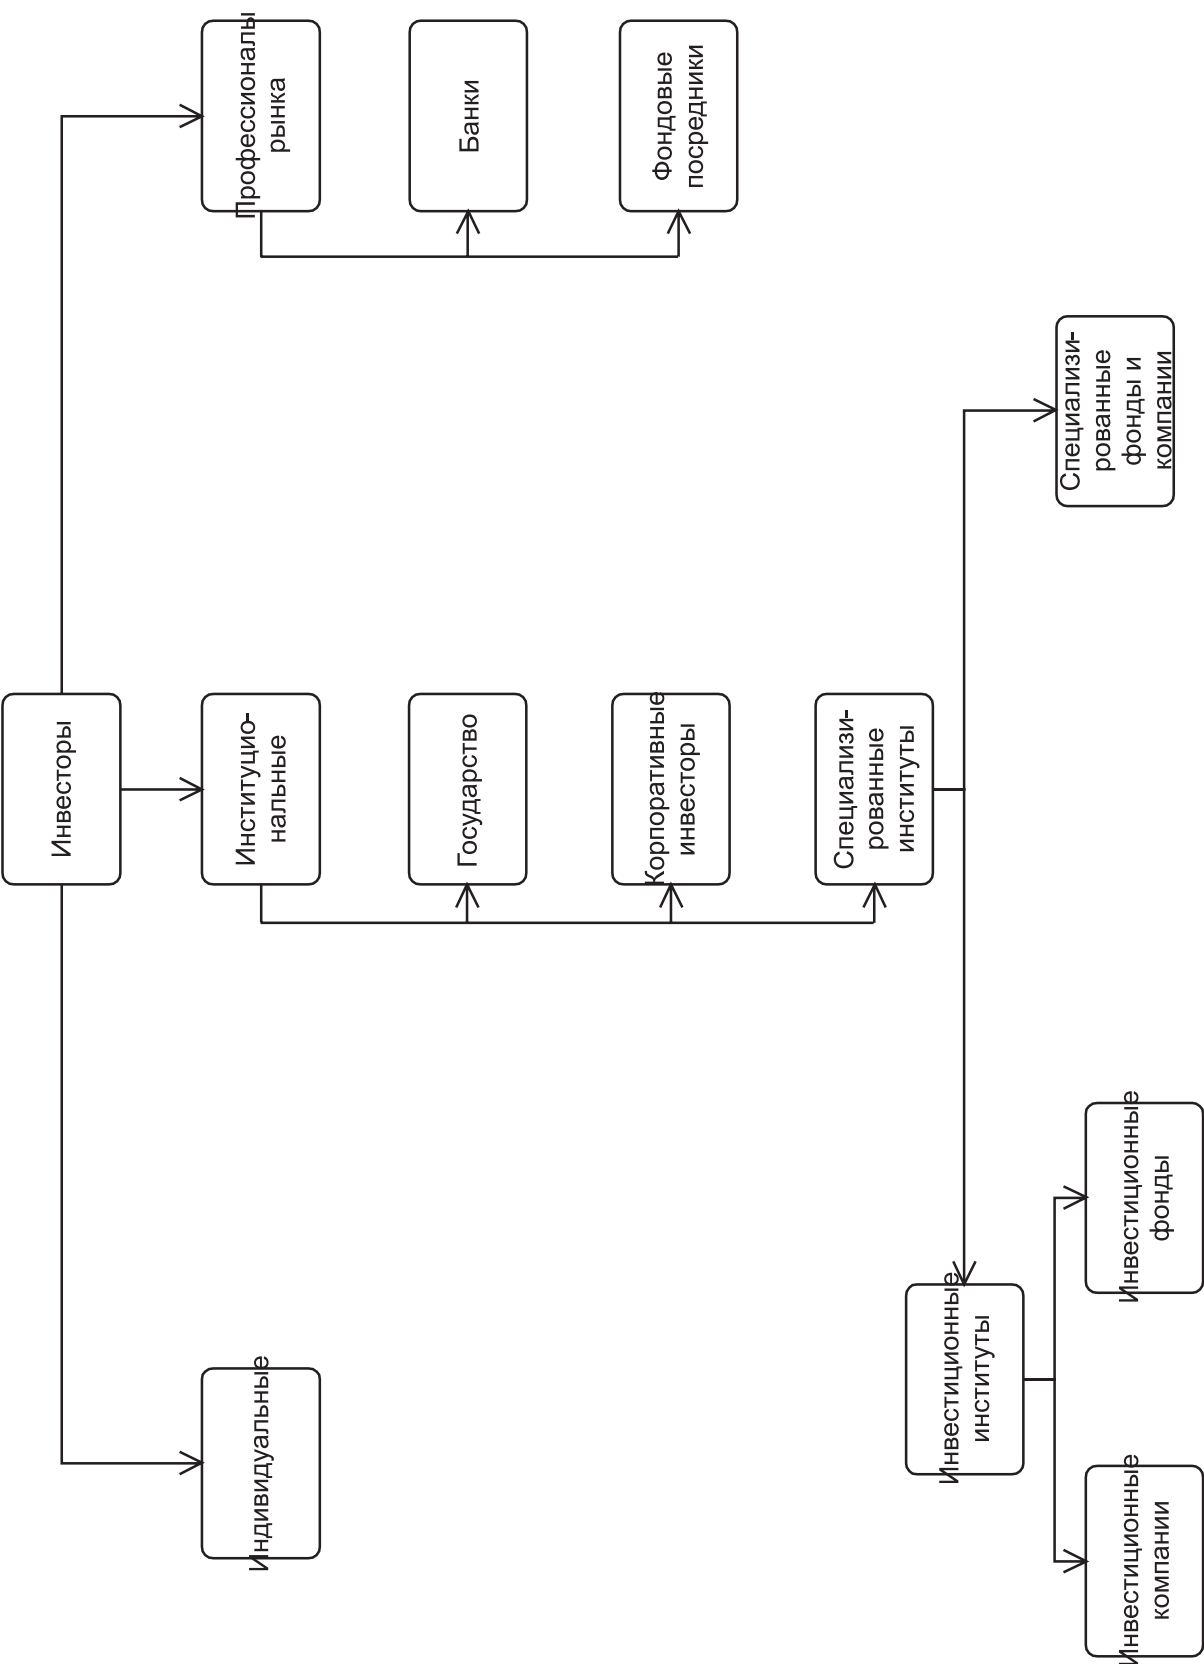 Инвесторы
Индивидуальные
Институцио-
нальные
Профессионалы
рынка
Государство
Банки
Корпоративные
инвесторы
Фондовые
посредники
Специализи-
рованные
институты
Инвестиционные
институты
Специализи-
рованные
фонды и
компании
Инвестиционные
компании
Инвестиционные
фонды